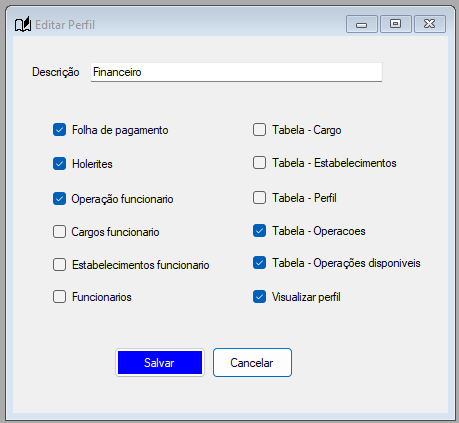 Editar Perfil
Descrição Financeiro
Folha de pagamento
Holerites
Operação funcionario
Cargos funcionario
Estabelecimentos funcionario
Funcionarios
Tabela - Cargo
Tabela - Estabelecimentos
Tabela - Perfil
Tabela - Operacoes
Tabela - Operações disponiveis
Visualizar perfil
Salvar Cancelar